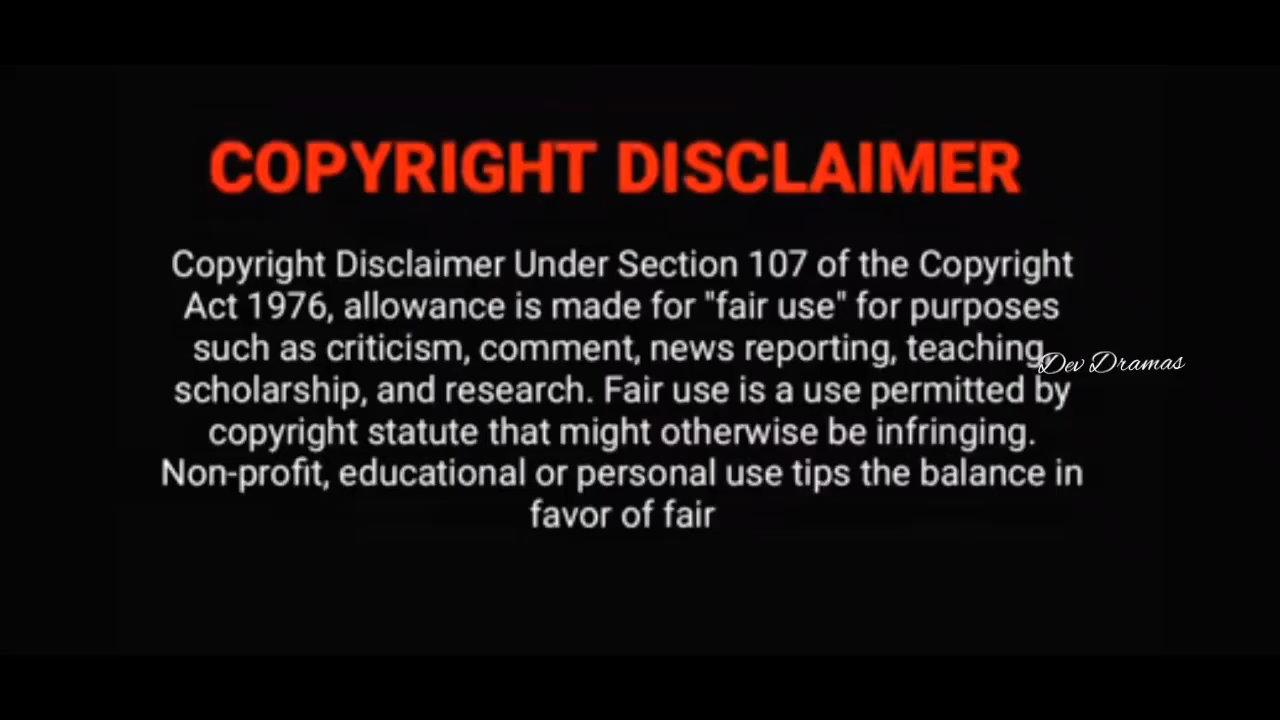 COPYRIGHT DISCLAIMER
Copyright Disclaimer Under Section 107 of the Copyright
Act 1976, allowance is made for "fair use" for purposes
such as criticism, comment, news reporting, teaching,
scholarship, and research. Fair use is a use permitted by
copyright statute that might otherwise be infringing.
Non-profit, educational or personal use tips the balance in
favor of fair
Dev Dramas